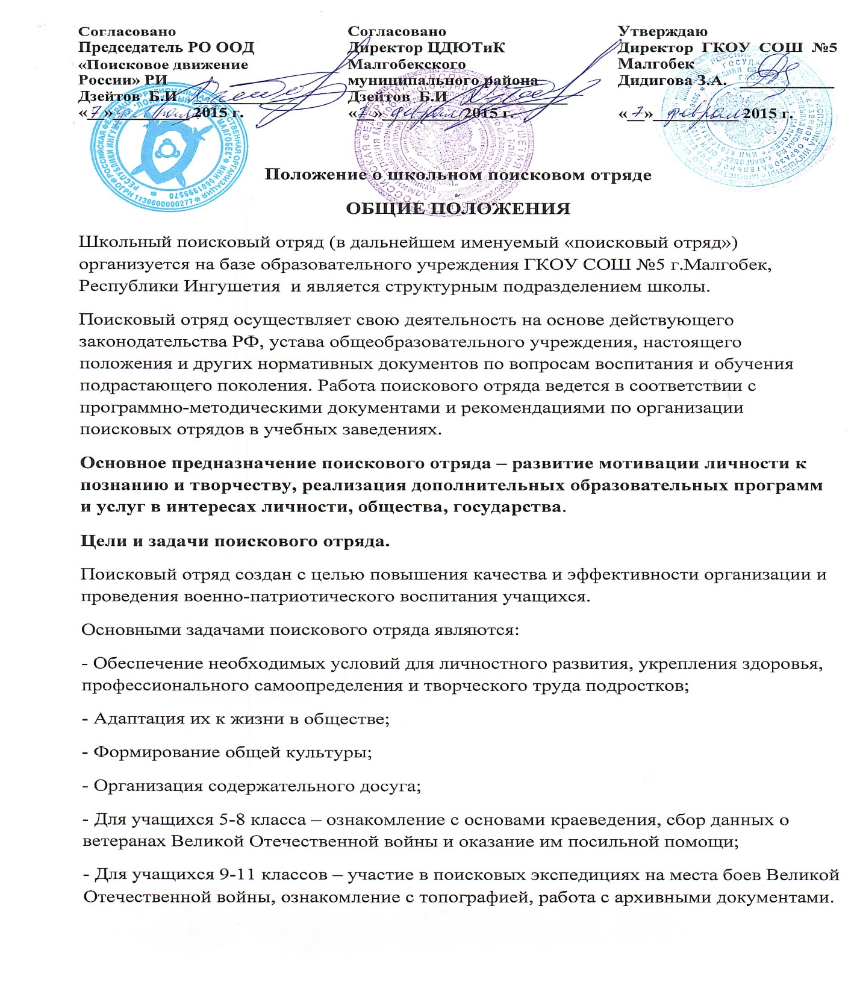 Согласовано
Председатель РО ООД
«Поисковое движение
России» РИ
Дзейтов Б.И
«7» февраля 2015 г.
Согласовано
Директор ЦДЮТиК
Малгобекского
муниципального района
Дзейтов Б.И
«7» февраля 2015 г.
Утверждаю
Директор ГКОУ СОШ №5
Малгобек
Дидигова З.А.
«7» февраля 2015 г.
РОССИЙСКАЯ ФЕДЕРАЦИЯ
РЕСПУБЛИКИ ИНГУШЕТИЯ
ОГРН 1130600000277 * ИНН 0601999570
Положение о школьном поисковом отряде
ОБЩИЕ ПОЛОЖЕНИЯ
Школьный поисковый отряд (в дальнейшем именуемый «поисковый отряд»)
организуется на базе образовательного учреждения ГКОУ СОШ №5 г.Малгобек,
Республики Ингушетия и является структурным подразделением школы.
Поисковый отряд осуществляет свою деятельность на основе действующего
законодательства РФ, устава общеобразовательного учреждения, настоящего
положения и других нормативных документов по вопросам воспитания и обучения
подрастающего поколения. Работа поискового отряда ведется в соответствии с
программно-методическими документами и рекомендациями по организации
поисковых отрядов в учебных заведениях.
Основное предназначение поискового отряда – развитие мотивации личности к
познанию и творчеству, реализация дополнительных образовательных программ
и услуг в интересах личности, общества, государства.
Цели и задачи поискового отряда.
Поисковый отряд создан с целью повышения качества и эффективности организации и
проведения военно-патриотического воспитания учащихся.
Основными задачами поискового отряда являются:
- Обеспечение необходимых условий для личностного развития, укрепления здоровья,
профессионального самоопределения и творческого труда подростков;
- Адаптация их к жизни в обществе;
- Формирование общей культуры;
- Организация содержательного досуга;
- Для учащихся 5-8 класса – ознакомление с основами краеведения, сбор данных о
ветеранах Великой Отечественной войны и оказание им посильной помощи;
- Для учащихся 9-11 классов – участие в поисковых экспедициях на места боев Великой
Отечественной войны, ознакомление с топографией, работа с архивными документами.